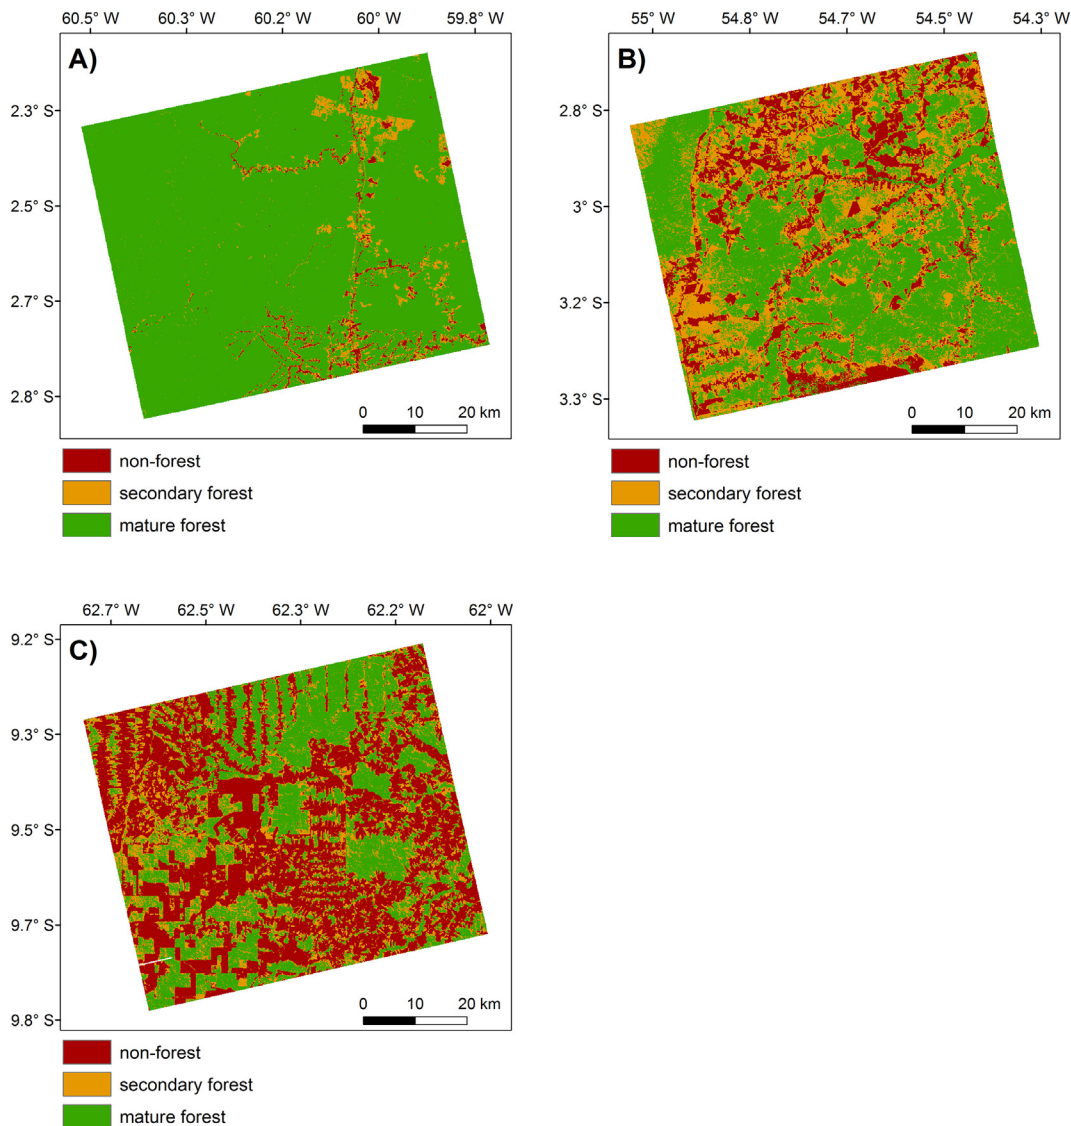 60.5° W 60.3° W 60.2° W 60° W 59.8° W
A)
2.3° S
2.5° S
2.7° S
2.8° S
0 10 20 km
non-forest
secondary forest
mature forest
55° W 54.8° W 54.7° W 54.5° W 54.3° W
B)
2.8° S
3° S
3.2° S
3.3° S
0 10 20 km
non-forest
secondary forest
mature forest
62.7° W 62.5° W 62.3° W 62.2° W 62° W
C)
9.2° S
9.3° S
9.5° S
9.7° S
9.8° S
0 10 20 km
non-forest
secondary forest
mature forest